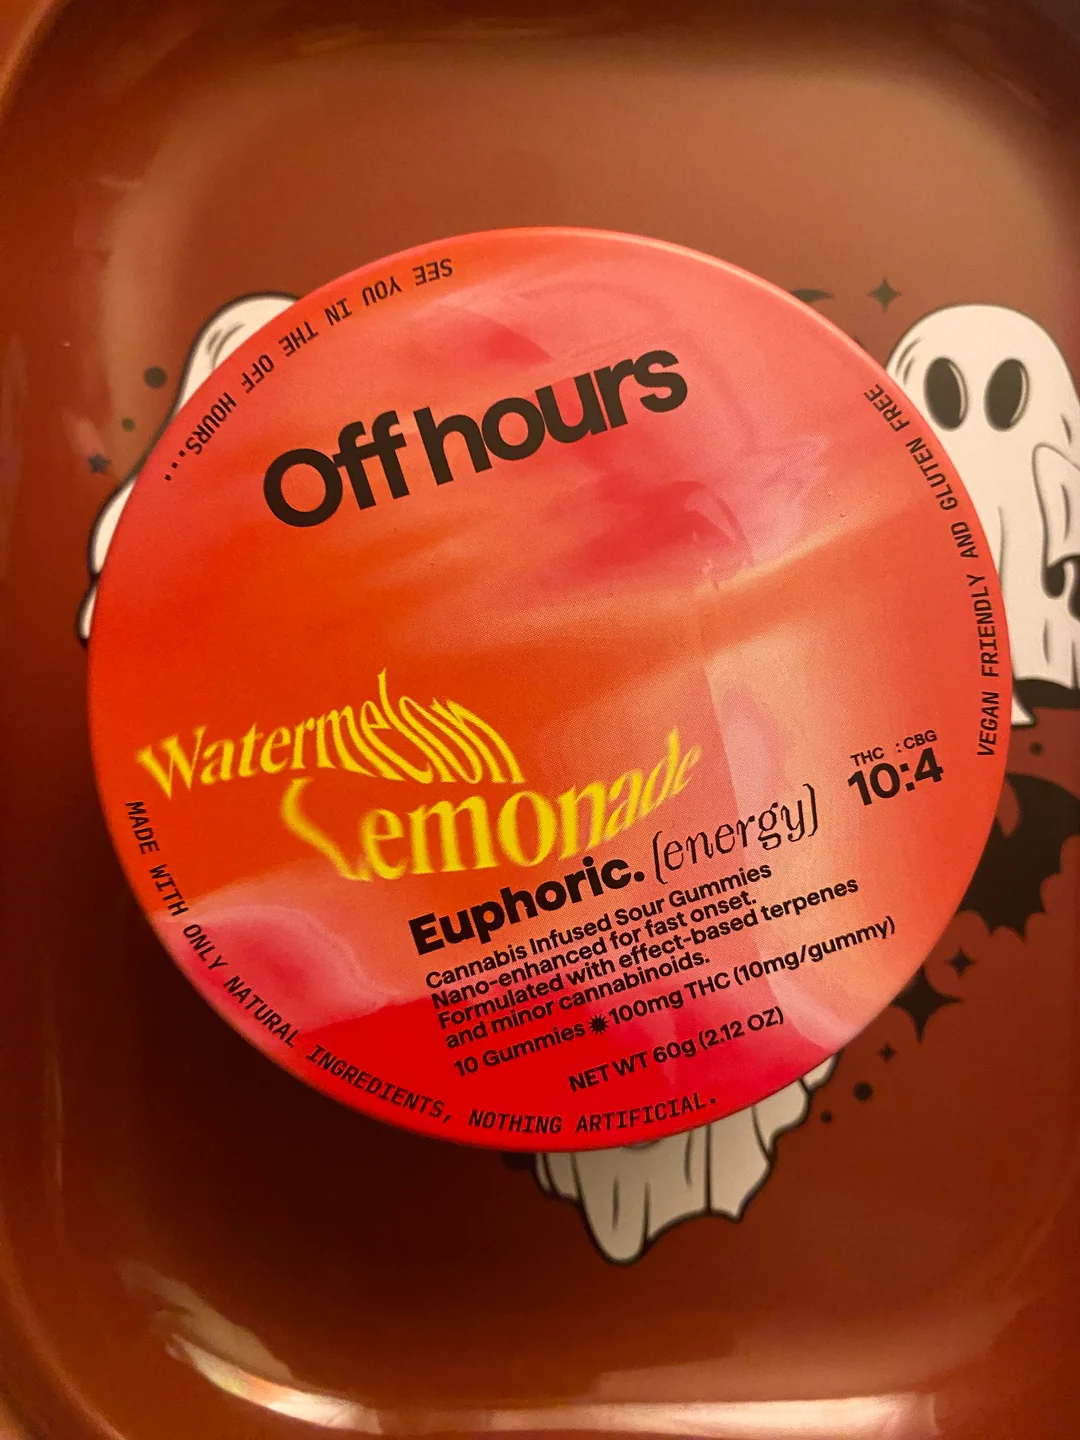 SEE YOU IN THE OFF HOURS...
Off hours
VEGAN FRIENDLY AND GLUTEN FREE
Watermelon
Lemonade
THC :CBG
10:4
Euphoric. (energy)
Cannabis Infused Sour Gummies
Nano-enhanced for fast onset.
Formulated with effect-based terpenes
and minor cannabinoids.
10 Gummies ✹ 100mg THC (10mg/gummy)
NET WT 60g (2.12 OZ)
MADE WITH ONLY NATURAL INGREDIENTS, NOTHING ARTIFICIAL.